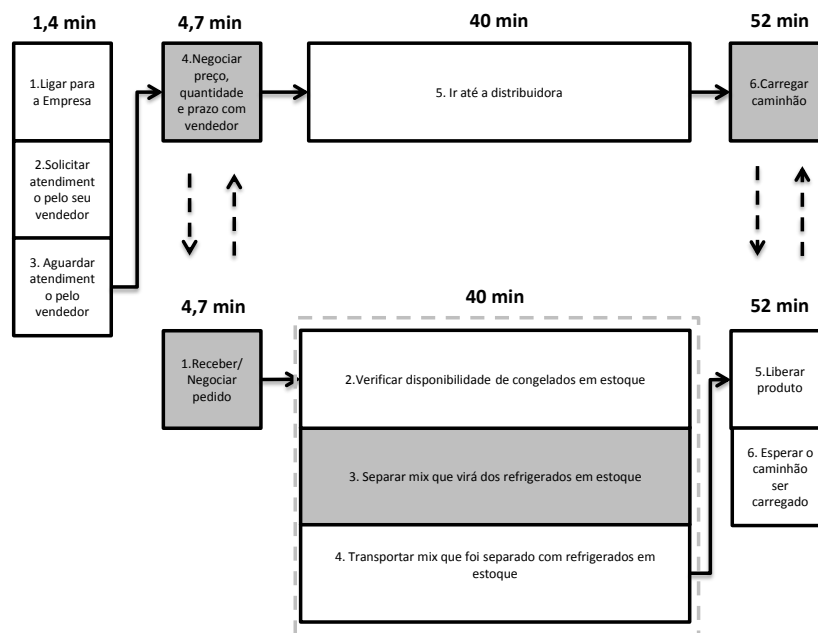 1,4 min
4,7 min
40 min
52 min
1.Ligar para
a Empresa
2.Solicitar
atendiment
o pelo seu
vendedor
3. Aguardar
atendiment
o pelo
vendedor
4.Negociar
preço,
quantidade
e prazo com
vendedor
5. Ir até a distribuidora
6.Carregar
caminhão
4,7 min
40 min
52 min
1.Receber/
Negociar
pedido
2.Verificar disponibilidade de congelados em estoque
3. Separar mix que virá dos refrigerados em estoque
4. Transportar mix que foi separado com refrigerados em
estoque
5.Liberar
produto
6. Esperar o
caminhão
ser
carregado